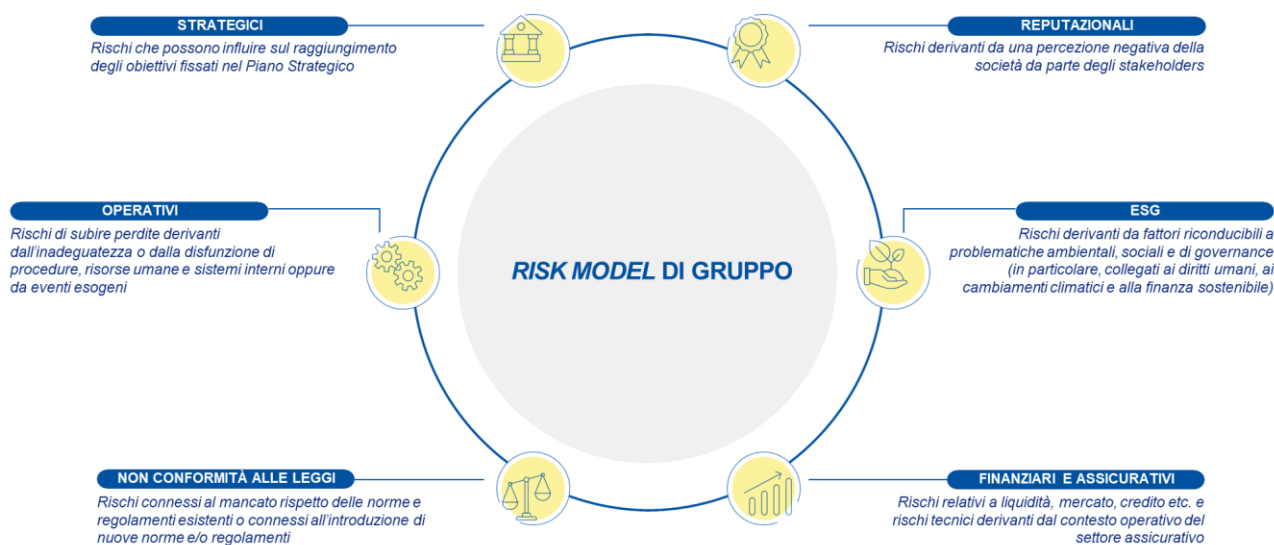 STRATEGICI
Rischi che possono influire sul raggiungimento
degli obiettivi fissati nel Piano Strategico
REPUTAZIONALI
Rischi derivanti da una percezione negativa della
società da parte degli stakeholders
OPERATIVI
Rischi di subire perdite derivanti
dall'inadeguatezza o dalla disfunzione di
procedure, risorse umane e sistemi interni oppure
da eventi esogeni
RISK MODEL DI GRUPPO
ESG
Rischi derivanti da fattori riconducibili a
problematiche ambientali, sociali e di governance
(in particolare, collegati ai diritti umani, ai
cambiamenti climatici e alla finanza sostenibile)
NON CONFORMITÀ ALLE LEGGI
Rischi connessi al mancato rispetto delle norme e
regolamenti esistenti o connessi all'introduzione di
nuove norme e/o regolamenti
FINANZIARI E ASSICURATIVI
Rischi relativi a liquidità, mercato, credito etc. e
rischi tecnici derivanti dal contesto operativo del
settore assicurativo